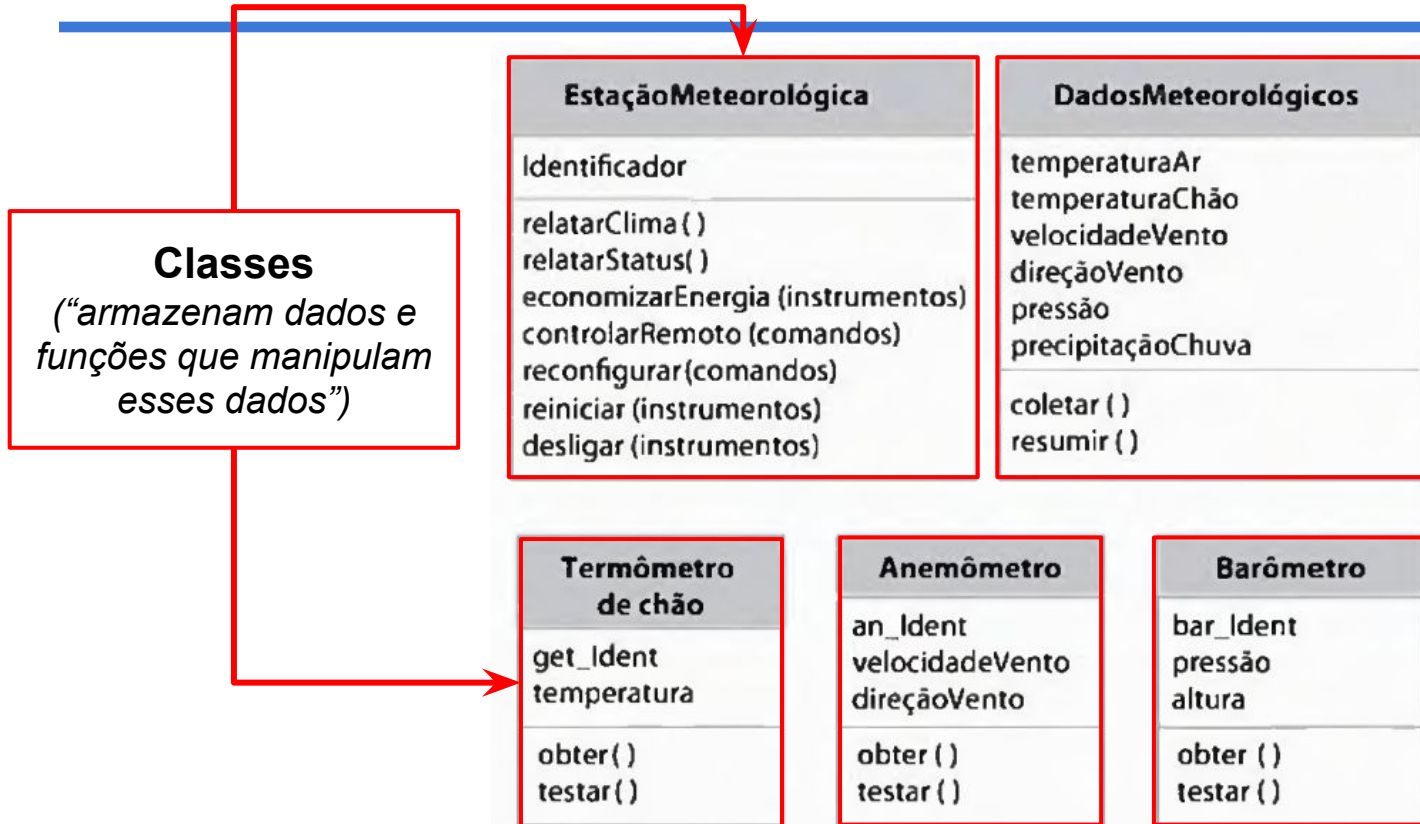 Classes
(“armazenam dados e
funções que manipulam
esses dados”)
EstaçãoMeteorológica
Identificador
relatarClima ( )
relatarStatus( )
economizarEnergia (instrumentos)
controlarRemoto (comandos)
reconfigurar (comandos)
reiniciar (instrumentos)
desligar (instrumentos)
DadosMeteorológicos
temperaturaAr
temperaturaChão
velocidadeVento
direçãoVento
pressão
precipitaçãoChuva
coletar ( )
resumir ( )
Termômetro
de chão
get_Ident
temperatura
obter( )
testar( )
Anemômetro
an_Ident
velocidadeVento
direçãoVento
obter ( )
testar ( )
Barômetro
bar_Ident
pressão
altura
obter ( )
testar ( )